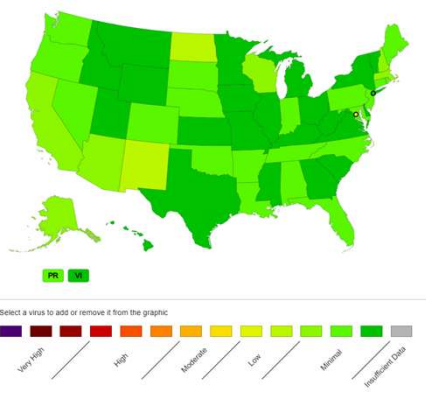 PR VI
Select a virus to add or remove it from the graphic
Very High High Moderate Low Minimal Insufficient Data